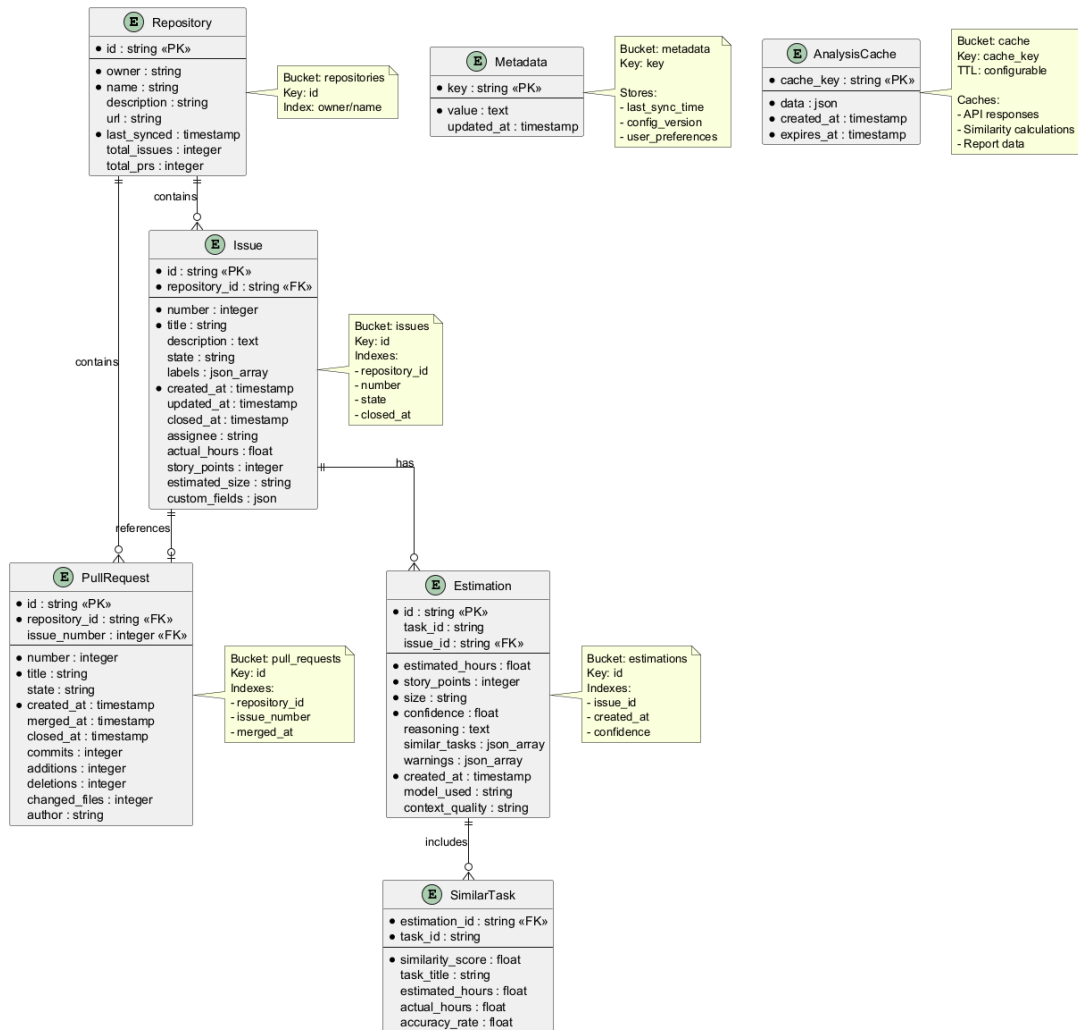 E Repository
id : string «PK»
owner : string
name : string
description : string
url : string
last_synced : timestamp
total_issues : integer
total_prs : integer
Bucket: repositories
Key: id
Index: owner/name
E Metadata
key : string «PK»
value : text
updated_at : timestamp
Bucket: metadata
Key: key
Stores:
- last_sync_time
- config_version
- user_preferences
E AnalysisCache
cache_key : string «PK»
data : json
created_at : timestamp
expires_at : timestamp
Bucket: cache
Key: cache_key
TTL: configurable
Caches:
- API responses
- Similarity calculations
- Report data
contains
E Issue
id : string «PK»
repository_id : string «FK»
number : integer
title : string
description : text
state : string
labels : json_array
created_at : timestamp
updated_at : timestamp
closed_at : timestamp
assignee : string
actual_hours : float
story_points : integer
estimated_size : string
custom_fields : json
Bucket: issues
Key: id
Indexes:
- repository_id
- number
- state
- closed_at
contains
has
references
E PullRequest
id : string «PK»
repository_id : string «FK»
issue_number : integer «FK»
number : integer
title : string
state : string
created_at : timestamp
merged_at : timestamp
closed_at : timestamp
commits : integer
additions : integer
deletions : integer
changed_files : integer
author : string
Bucket: pull_requests
Key: id
Indexes:
- repository_id
- issue_number
- merged_at
E Estimation
id : string «PK»
task_id : string
issue_id : string «FK»
estimated_hours : float
story_points : integer
size : string
confidence : float
reasoning : text
similar_tasks : json_array
warnings : json_array
created_at : timestamp
model_used : string
context_quality : string
Bucket: estimations
Key: id
Indexes:
- issue_id
- created_at
- confidence
includes
E SimilarTask
estimation_id : string «FK»
task_id : string
similarity_score : float
task_title : string
estimated_hours : float
actual_hours : float
accuracy_rate : float